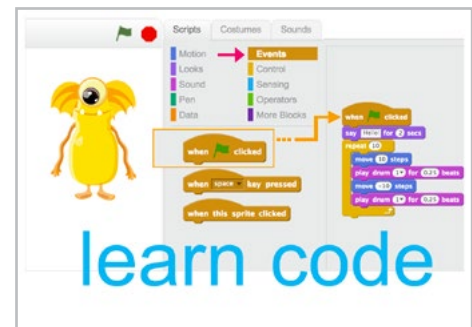 Scripts Costumes Sounds
Motion Events
Looks Control
Sound Sensing
Pen Operators
Data More Blocks
when clicked
when space key pressed
when this sprite clicked
when clicked
say Hello! for 2 secs
repeat 10
move 10 steps
play drum 1 for 0.25 beats
move -10 steps
play drum 1 for 0.25 beats
learn code